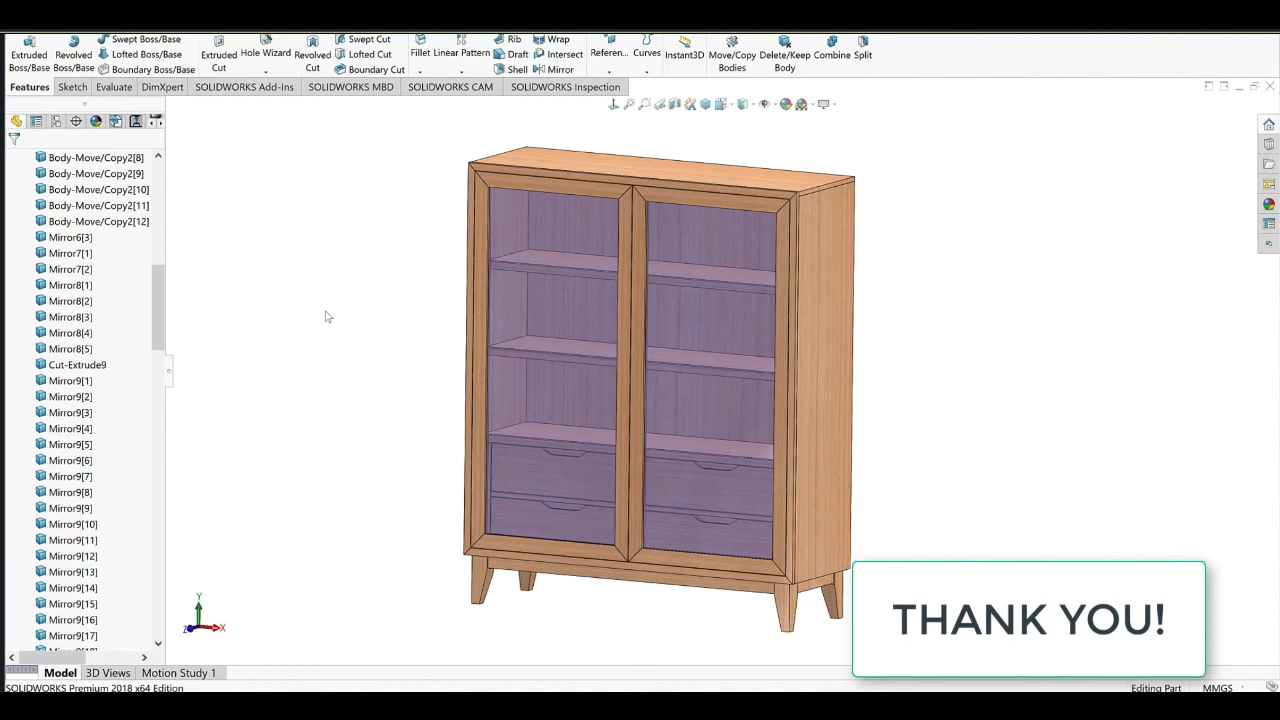 Extruded Boss/Base
Revolved Boss/Base
Swept Boss/Base
Lofted Boss/Base
Boundary Boss/Base
Extruded Cut
Hole Wizard
Revolved Cut
Swept Cut
Lofted Cut
Boundary Cut
Fillet
Linear Pattern
Rib
Draft
Shell
Wrap
Intersect
Mirror
Referen...
Curves
Instant3D
Move/Copy Bodies
Delete/Keep Body
Combine
Split
Features
Sketch
Evaluate
DimXpert
SOLIDWORKS Add-Ins
SOLIDWORKS MBD
SOLIDWORKS CAM
SOLIDWORKS Inspection
Body-Move/Copy2[8]
Body-Move/Copy2[9]
Body-Move/Copy2[10]
Body-Move/Copy2[11]
Body-Move/Copy2[12]
Mirror6[3]
Mirror7[1]
Mirror7[2]
Mirror8[1]
Mirror8[2]
Mirror8[3]
Mirror8[4]
Mirror8[5]
Cut-Extrude9
Mirror9[1]
Mirror9[2]
Mirror9[3]
Mirror9[4]
Mirror9[5]
Mirror9[6]
Mirror9[7]
Mirror9[8]
Mirror9[9]
Mirror9[10]
Mirror9[11]
Mirror9[12]
Mirror9[13]
Mirror9[14]
Mirror9[15]
Mirror9[16]
Mirror9[17]
Y
Z
X
THANK YOU!
Model
3D Views
Motion Study 1
SOLIDWORKS Premium 2018 x64 Edition
Editing Part
MMGS